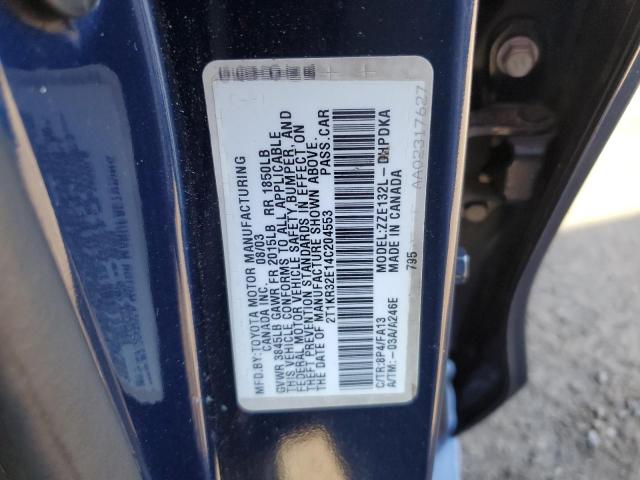 MFD.BY:TOYOTA MOTOR MANUFACTURING
CANADA INC. 08/03
GVWR 3845LB GAWR FR 2015LB RR 1850LB
THIS VEHICLE CONFORMS TO ALL APPLICABLE
FEDERAL MOTOR VEHICLE SAFETY, BUMPER, AND
THEFT PREVENTION STANDARDS IN EFFECT ON
THE DATE OF MANUFACTURE SHOWN ABOVE.
2T1KR32E14C204553 PASS.CAR
C/TR:8P4/FA13 MODEL:ZZE132L-DHPDKA
A/TM:-03A/A246E MADE IN CANADA
795
AA02317627